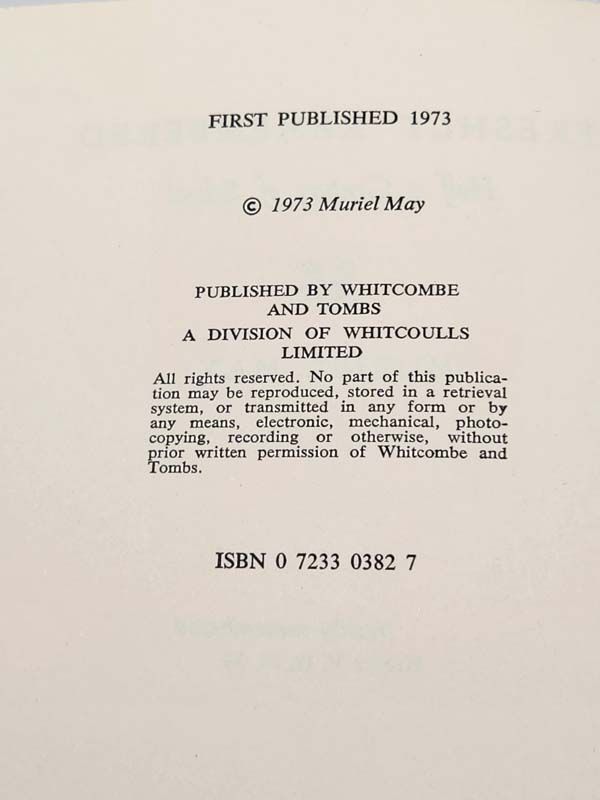 FIRST PUBLISHED 1973
© 1973 Muriel May
PUBLISHED BY WHITCOMBE
AND TOMBS
A DIVISION OF WHITCOULLS
LIMITED
All rights reserved. No part of this publica-
tion may be reproduced, stored in a retrieval
system, or transmitted in any form or by
any means, electronic, mechanical, photo-
copying, recording or otherwise, without
prior written permission of Whitcombe and
Tombs.
ISBN 0 7233 0382 7